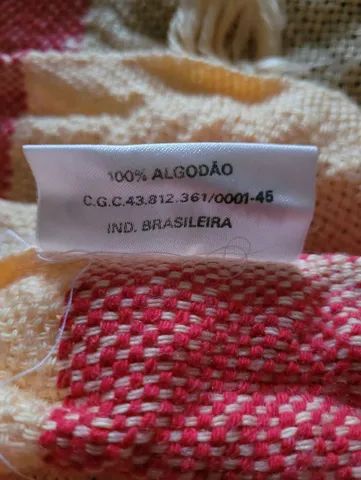 100% ALGODÃO
C.G.C.43.812.361/0001-45
IND. BRASILEIRA